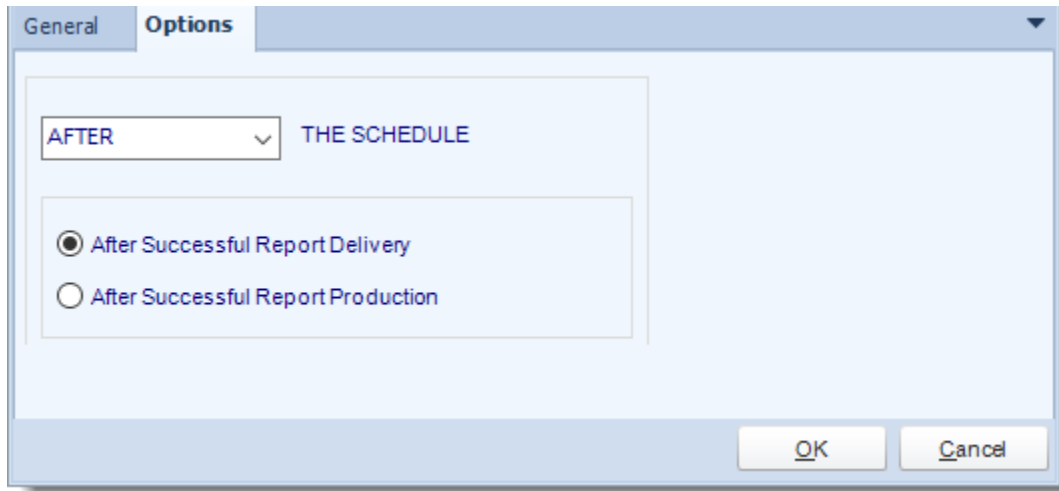 General Options
AFTER THE SCHEDULE
After Successful Report Delivery
After Successful Report Production
OK Cancel